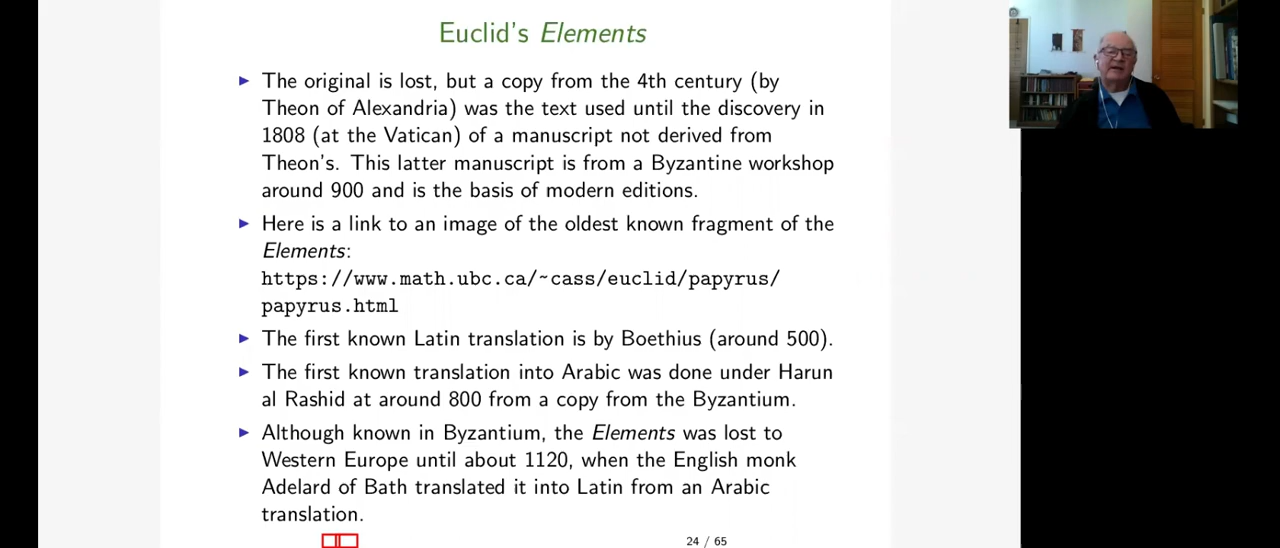 Euclid's Elements
▶ The original is lost, but a copy from the 4th century (by
Theon of Alexandria) was the text used until the discovery in
1808 (at the Vatican) of a manuscript not derived from
Theon's. This latter manuscript is from a Byzantine workshop
around 900 and is the basis of modern editions.
▶ Here is a link to an image of the oldest known fragment of the
Elements:
https://www.math.ubc.ca/~cass/euclid/papyrus/
papyrus.html
▶ The first known Latin translation is by Boethius (around 500).
▶ The first known translation into Arabic was done under Harun
al Rashid at around 800 from a copy from the Byzantium.
▶ Although known in Byzantium, the Elements was lost to
Western Europe until about 1120, when the English monk
Adelard of Bath translated it into Latin from an Arabic
translation.
24 / 65